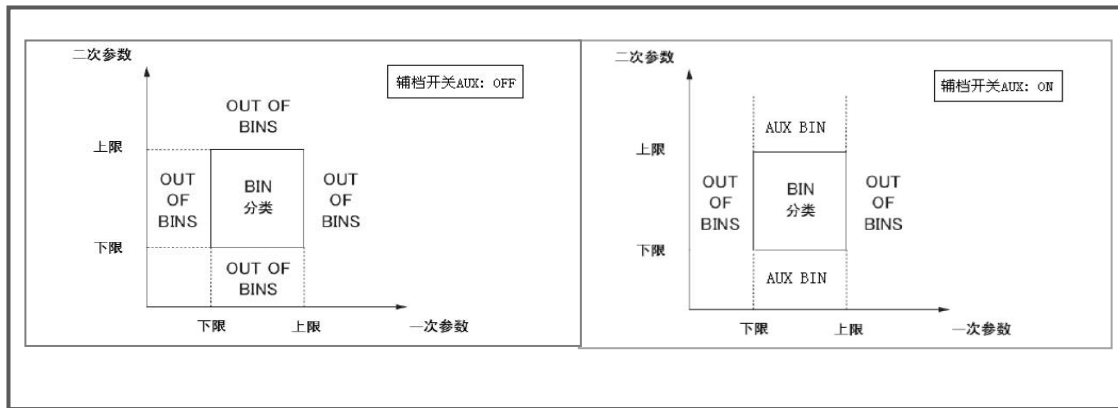 二次参数
辅档开关AUX: OFF
OUT OF
BINS
上限
OUT
OF
BINS
BIN
分类
OUT
OF
BINS
下限
OUT OF
BINS
下限
上限
一次参数
二次参数
辅档开关AUX: ON
AUX BIN
上限
OUT
OF
BINS
BIN
分类
OUT
OF
BINS
下限
AUX BIN
下限
上限
一次参数